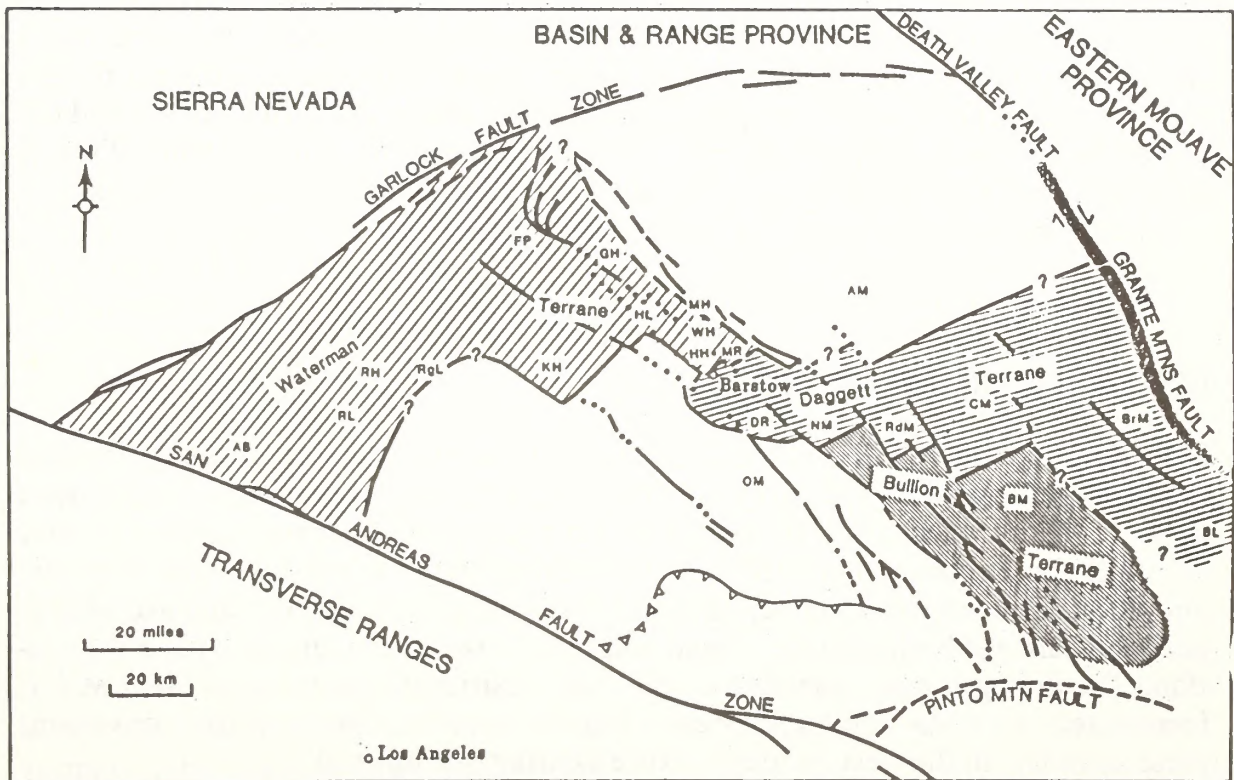 BASIN & RANGE PROVINCE
DEATH VALLEY FAULT
EASTERN MOJAVE
PROVINCE
SIERRA NEVADA
GARLOCK FAULT ZONE
N
?
FP
GH
AM
GRANITE MTNS FAULT
?
Terrane
HL
MH
WH
HH
MR
?
Waterman
RH
RgL
?
KH
Barstow
Daggett
Terrane
CM
BrM
RL
?
DR
NM
RdM
AB
SAN ANDREAS FAULT ZONE
OM
Bullion
BM
?
BL
?
Terrane
TRANSVERSE RANGES
20 miles
20 km
PINTO MTN FAULT
Los Angeles